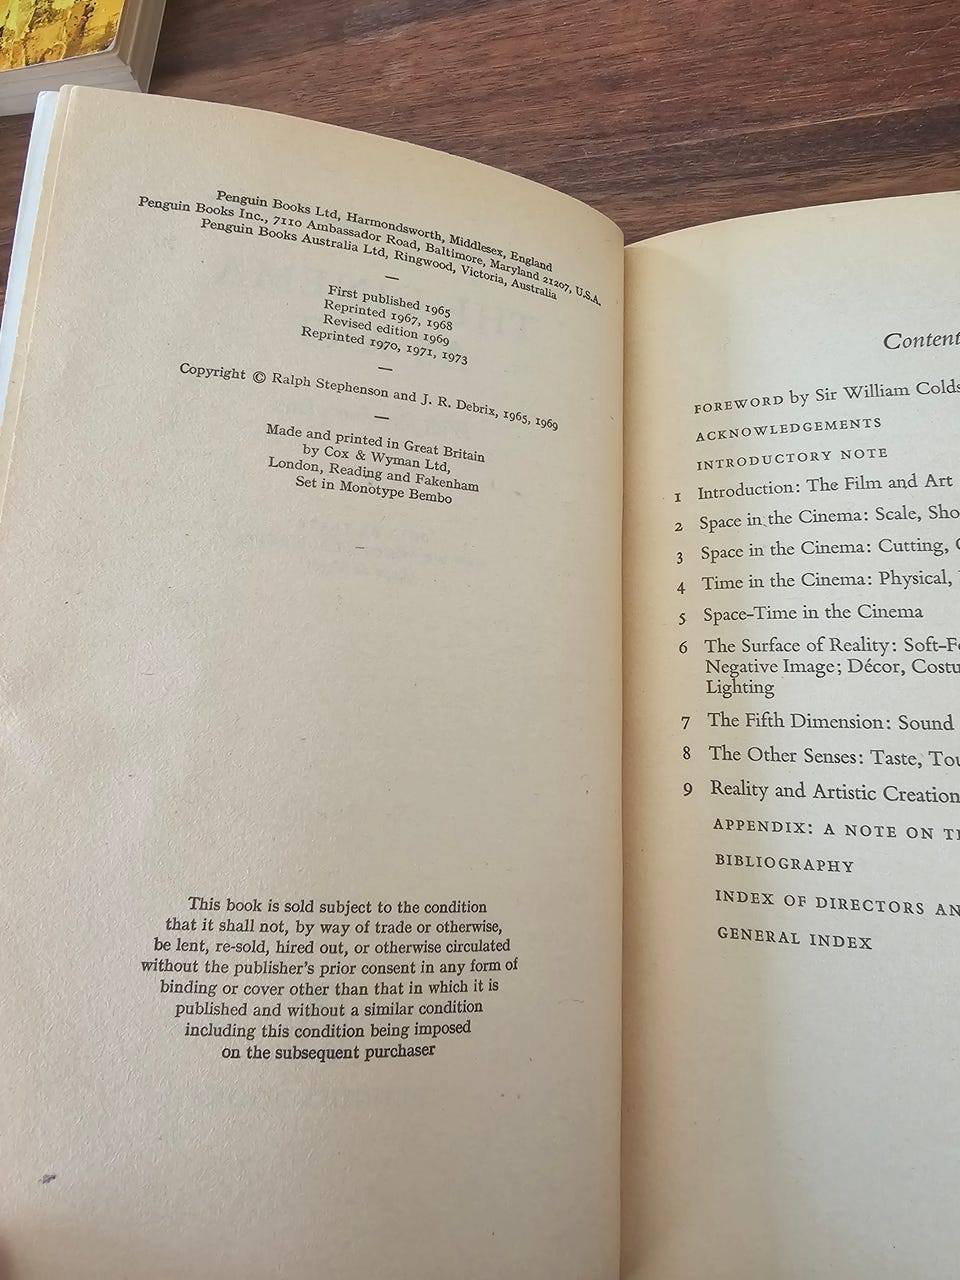 Penguin Books Ltd, Harmondsworth, Middlesex, England
Penguin Books Inc., 7110 Ambassador Road, Baltimore, Maryland 21207, U.S.A.
Penguin Books Australia Ltd, Ringwood, Victoria, Australia
First published 1965
Reprinted 1967, 1968
Revised edition 1969
Reprinted 1970, 1971, 1973
Copyright © Ralph Stephenson and J. R. Debrix, 1965, 1969
Made and printed in Great Britain
by Cox & Wyman Ltd,
London, Reading and Fakenham
Set in Monotype Bembo
This book is sold subject to the condition
that it shall not, by way of trade or otherwise,
be lent, re-sold, hired out, or otherwise circulated
without the publisher's prior consent in any form of
binding or cover other than that in which it is
published and without a similar condition
including this condition being imposed
on the subsequent purchaser
Content
FOREWORD by Sir William Colds
ACKNOWLEDGEMENTS
INTRODUCTORY NOTE
1 Introduction: The Film and Art
2 Space in the Cinema: Scale, Sho
3 Space in the Cinema: Cutting,
4 Time in the Cinema: Physical,
5 Space-Time in the Cinema
6 The Surface of Reality: Soft-Fo
Negative Image; Décor, Costu
Lighting
7 The Fifth Dimension: Sound
8 The Other Senses: Taste, Tou
9 Reality and Artistic Creation
APPENDIX: A NOTE ON TH
BIBLIOGRAPHY
INDEX OF DIRECTORS AN
GENERAL INDEX